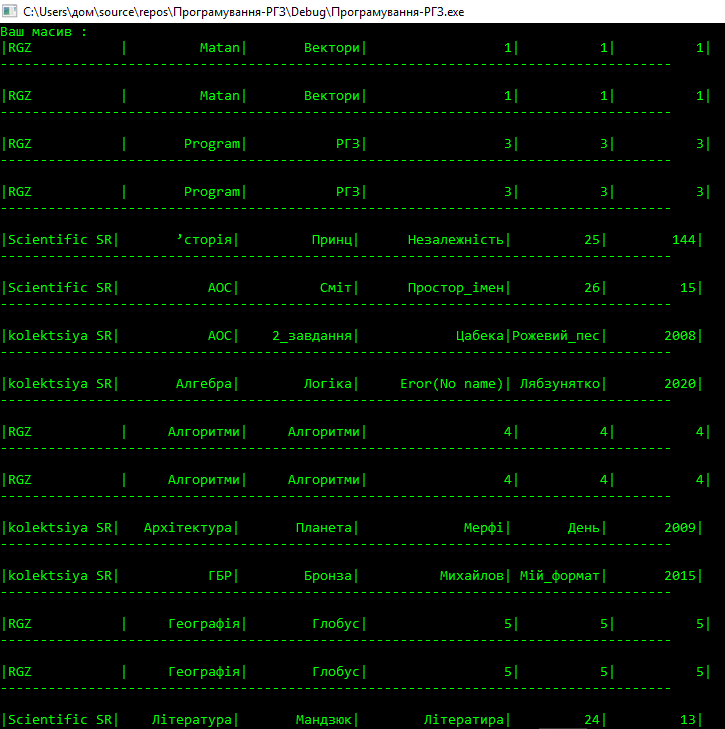 C:\Users\дом\source\repos\Програмування-РГЗ\Debug\Програмування-РГЗ.exe
Ваш масив :
|RGZ | Matan| Вектори| 1| 1| 1|
------------------------------------------------------------------------------------
|RGZ | Matan| Вектори| 1| 1| 1|
------------------------------------------------------------------------------------
|RGZ | Program| РГЗ| 3| 3| 3|
------------------------------------------------------------------------------------
|RGZ | Program| РГЗ| 3| 3| 3|
------------------------------------------------------------------------------------
|Scientific SR| ’сторія| Принц| Незалежність| 25| 144|
------------------------------------------------------------------------------------
|Scientific SR| АОС| Сміт| Простор_імен| 26| 15|
------------------------------------------------------------------------------------
|kolektsiya SR| АОС| 2_завдання| Цабека|Рожевий_пес| 2008|
------------------------------------------------------------------------------------
|kolektsiya SR| Алгебра| Логіка| Eror(No name)| Лябзунятко| 2020|
------------------------------------------------------------------------------------
|RGZ | Алгоритми| Алгоритми| 4| 4| 4|
------------------------------------------------------------------------------------
|RGZ | Алгоритми| Алгоритми| 4| 4| 4|
------------------------------------------------------------------------------------
|kolektsiya SR| Архітектура| Планета| Мерфі| День| 2009|
------------------------------------------------------------------------------------
|kolektsiya SR| ГБР| Бронза| Михайлов| Мій_формат| 2015|
------------------------------------------------------------------------------------
|RGZ | Географія| Глобус| 5| 5| 5|
------------------------------------------------------------------------------------
|RGZ | Географія| Глобус| 5| 5| 5|
------------------------------------------------------------------------------------
|Scientific SR| Література| Мандзюк| Літератира| 24| 13|